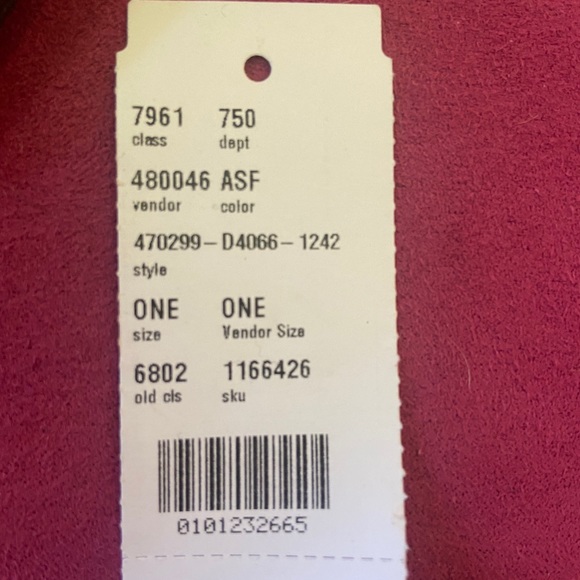 7961 750
class dept
480046 ASF
vendor color
470299-D4066-1242
style
ONE ONE
size Vendor Size
6802 1166426
old cls sku
0101232665